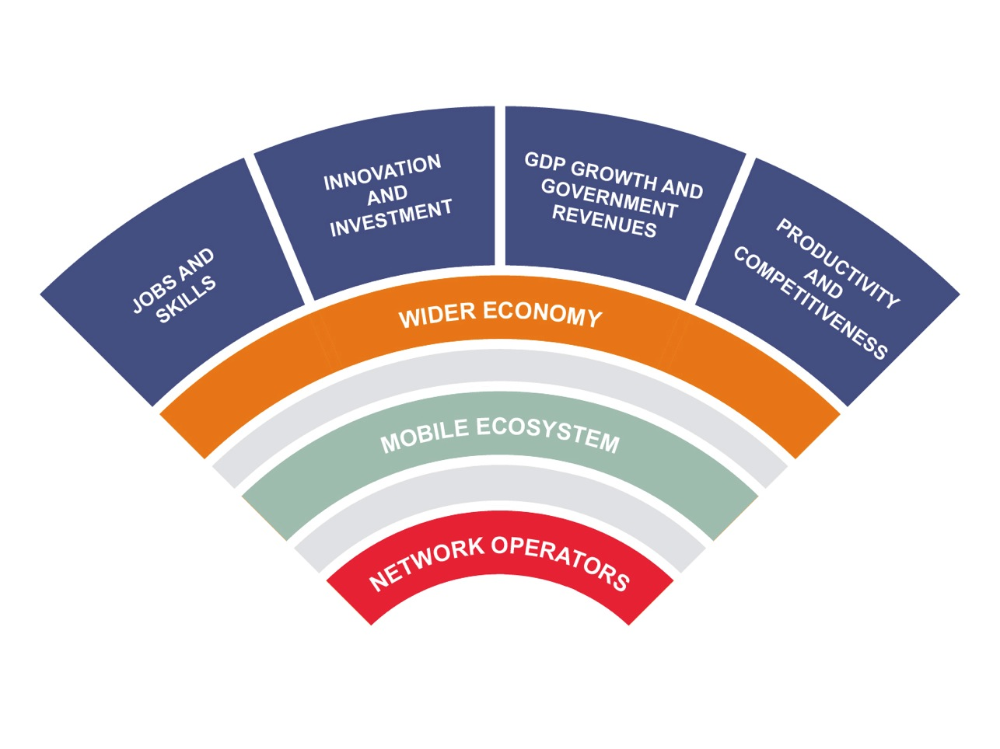 JOBS AND
SKILLS
INNOVATION
AND
INVESTMENT
GDP GROWTH AND
GOVERNMENT
REVENUES
PRODUCTIVITY
AND
COMPETITIVENESS
WIDER ECONOMY
MOBILE ECOSYSTEM
NETWORK OPERATORS